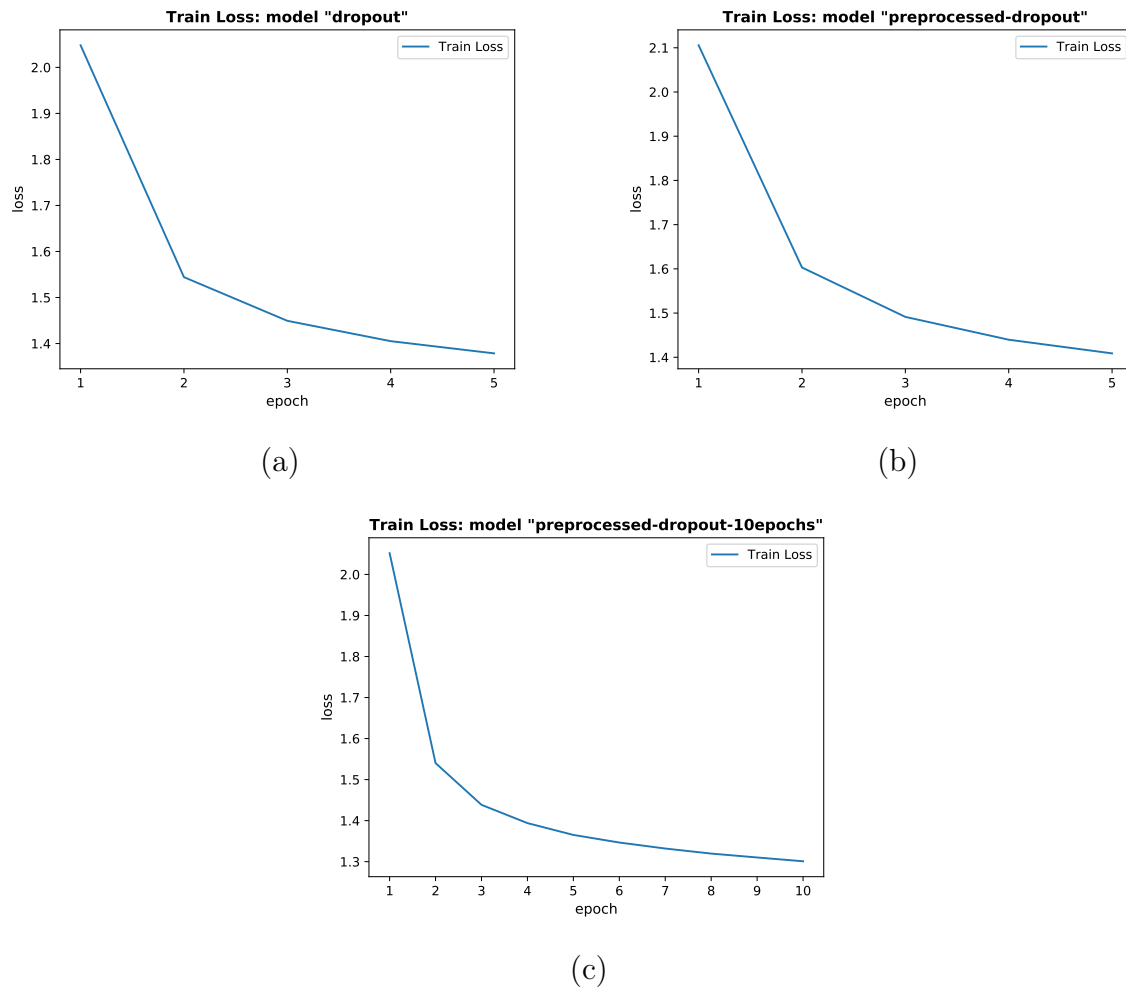 Train Loss: model "dropout"
Train Loss
2.0
1.9
1.8
1.7
1.6
1.5
1.4
loss
1 2 3 4 5
epoch
(a)
Train Loss: model "preprocessed-dropout"
Train Loss
2.1
2.0
1.9
1.8
1.7
1.6
1.5
1.4
loss
1 2 3 4 5
epoch
(b)
Train Loss: model "preprocessed-dropout-10epochs"
Train Loss
2.0
1.9
1.8
1.7
1.6
1.5
1.4
1.3
loss
1 2 3 4 5 6 7 8 9 10
epoch
(c)